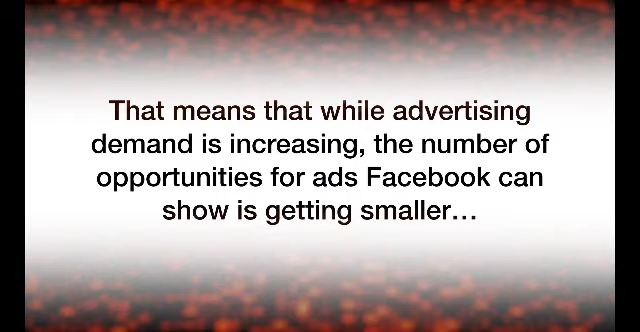 That means that while advertising
demand is increasing, the number of
opportunities for ads Facebook can
show is getting smaller…